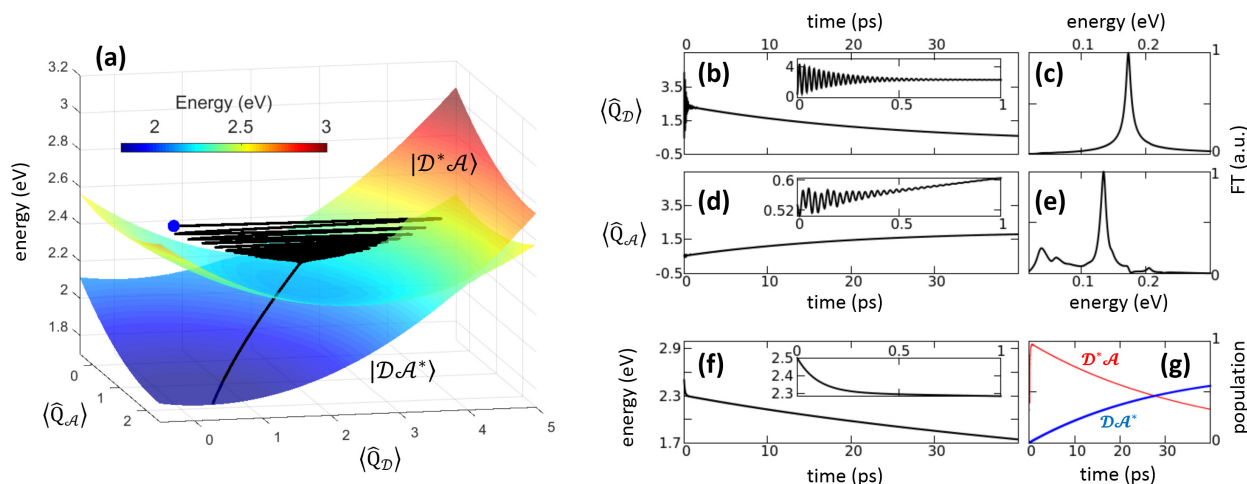 (a)
Energy (eV)
2 2.5 3
|𝒟*𝒜⟩
|𝒟𝒜*⟩
energy (eV)
3.2
3
2.8
2.6
2.4
2.2
2
1.8
0
1
2
⟨Q̂_𝒜⟩
0 1 2 3 4 5
⟨Q̂_𝒟⟩
time (ps)
0 10 20 30
(b)
⟨Q̂_𝒟⟩
3.5
1.5
-0.5
4
0
0 0.5 1
energy (eV)
0.1 0.2
(c)
1
0
FT (a.u.)
(d)
⟨Q̂_𝒜⟩
3.5
1.5
-0.5
0.6
0.52
0 0.5 1
0 10 20 30
time (ps)
(e)
1
0
0.1 0.2
energy (eV)
(f)
energy (eV)
2.9
2.3
1.7
0 0.5 1
2.5
2.4
2.3
0 10 20 30
time (ps)
(g)
𝒟*𝒜
𝒟𝒜*
1
0
population
0 10 20 30
time (ps)